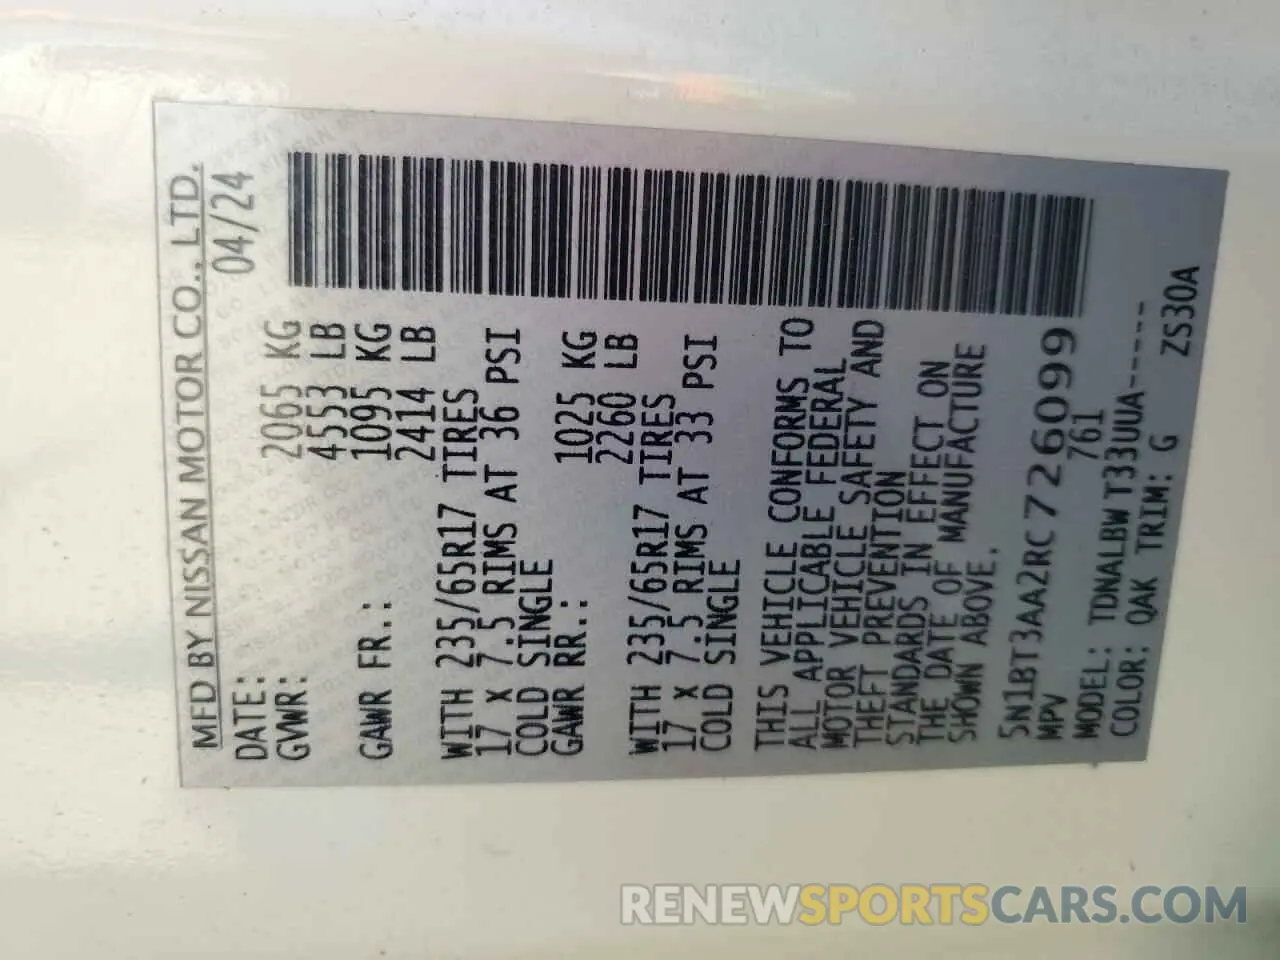 MFD BY NISSAN MOTOR CO., LTD.
DATE: 04/24
GVWR: 2065 KG
4553 LB
GAWR FR.: 1095 KG
2414 LB
WITH 235/65R17 TIRES
17 X 7.5 RIMS AT 36 PSI
COLD SINGLE
GAWR RR.: 1025 KG
2260 LB
WITH 235/65R17 TIRES
17 X 7.5 RIMS AT 33 PSI
COLD SINGLE
THIS VEHICLE CONFORMS TO
ALL APPLICABLE FEDERAL
MOTOR VEHICLE SAFETY AND
THEFT PREVENTION
STANDARDS IN EFFECT ON
THE DATE OF MANUFACTURE
SHOWN ABOVE.
5N1BT3AA2RC726099
MPV 761
MODEL: TDNALBW T33UUA-----
COLOR: QAK TRIM: G ZS30A
RENEWSPORTSCARS.COM